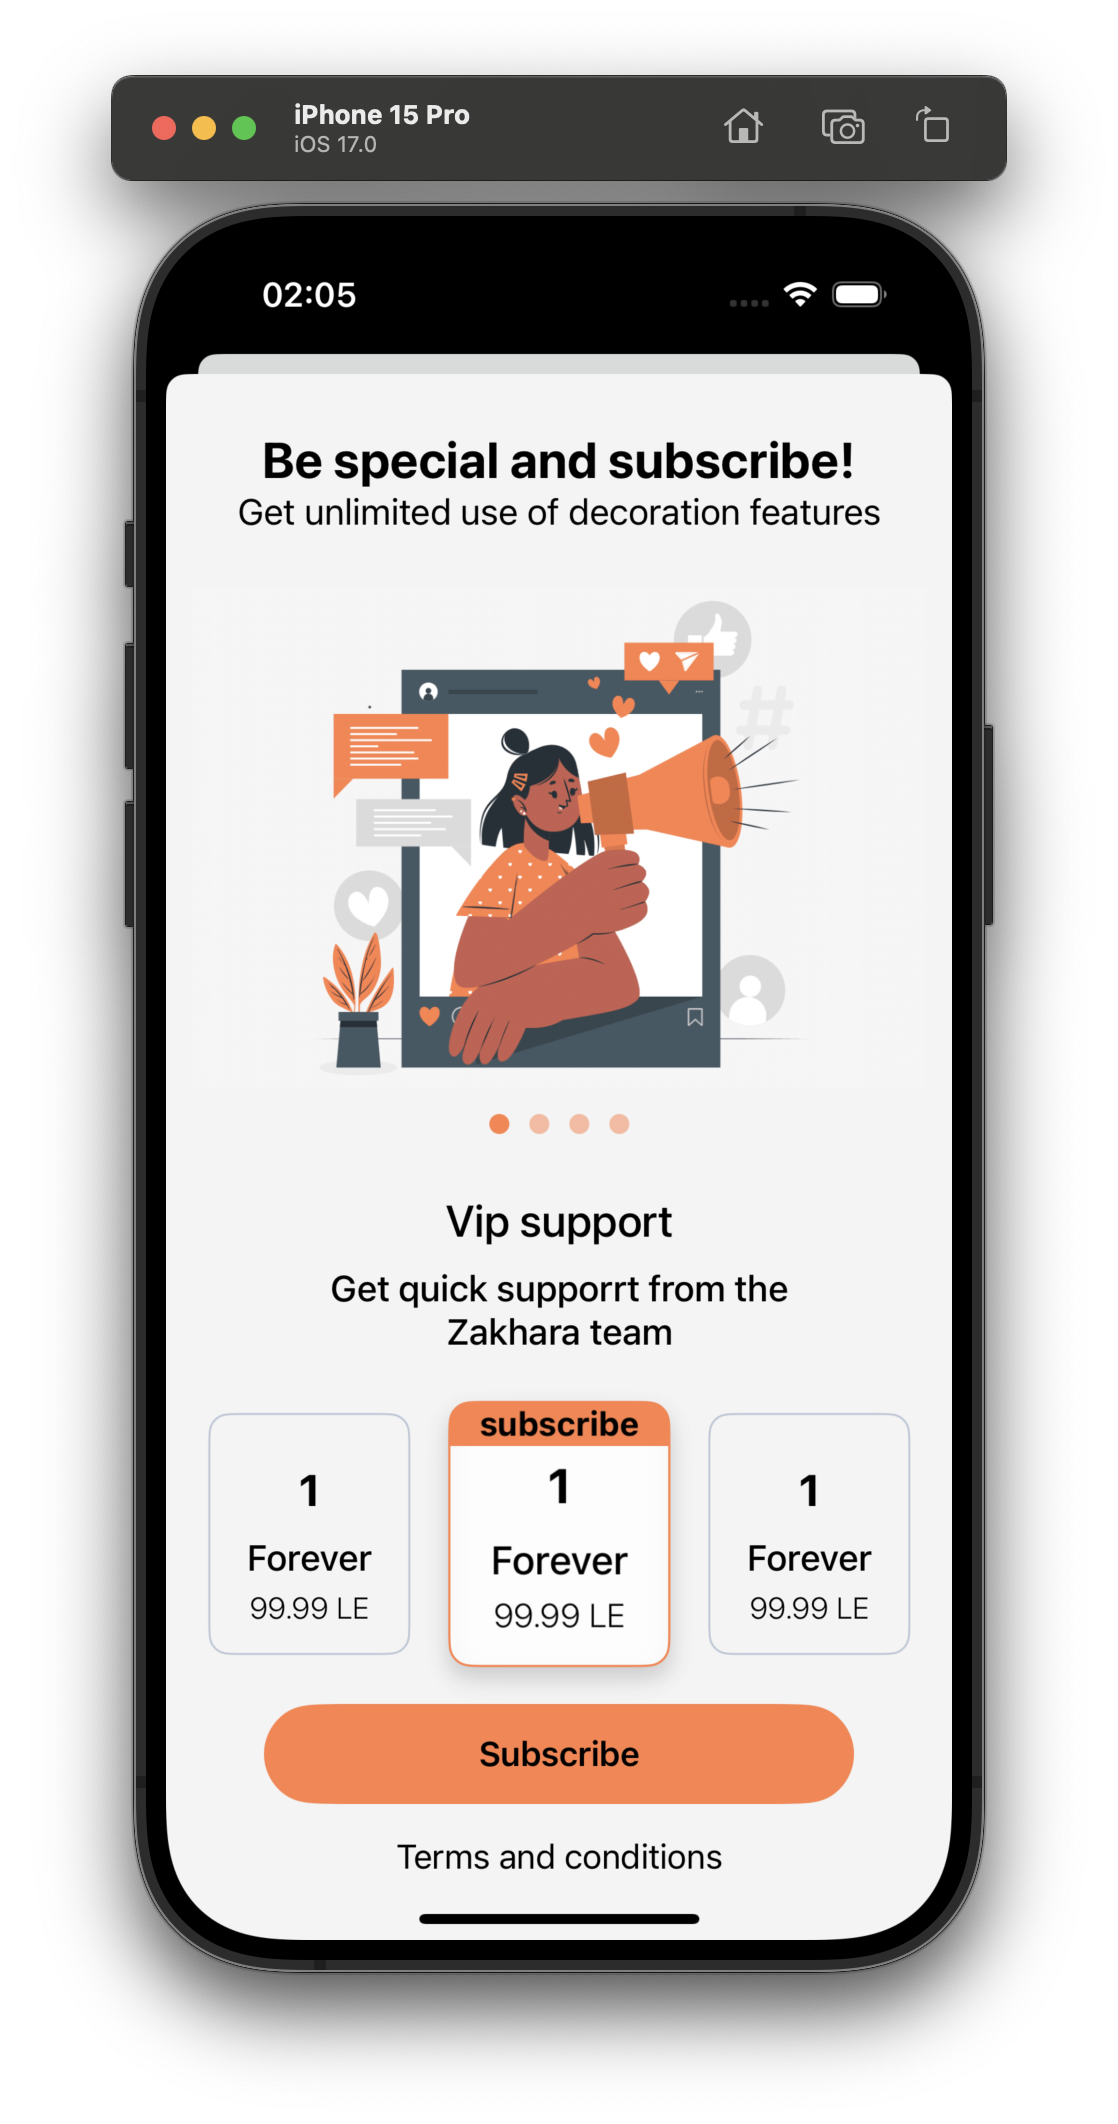 iPhone 15 Pro
iOS 17.0
02:05
Be special and subscribe!
Get unlimited use of decoration features
#
Vip support
Get quick supporrt from the
Zakhara team
subscribe
1
1
1
Forever
Forever
Forever
99.99 LE
99.99 LE
99.99 LE
Subscribe
Terms and conditions